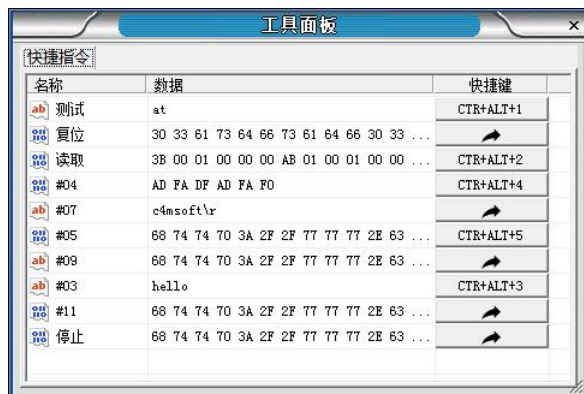 工具面板
快捷指令
名称 数据 快捷键
测试 at CTR+ALT+1
复位 30 33 61 73 64 66 73 61 64 66 30 33 ...
读取 3B 00 01 00 00 00 AB 01 00 01 00 00 ... CTR+ALT+2
#04 AD FA DF AD FA F0 CTR+ALT+4
#07 c4msoft\r
#05 68 74 74 70 3A 2F 2F 77 77 77 2E 63 ... CTR+ALT+5
#09 68 74 74 70 3A 2F 2F 77 77 77 2E 63 ...
#03 hello CTR+ALT+3
#11 68 74 74 70 3A 2F 2F 77 77 77 2E 63 ...
停止 68 74 74 70 3A 2F 2F 77 77 77 2E 63 ...